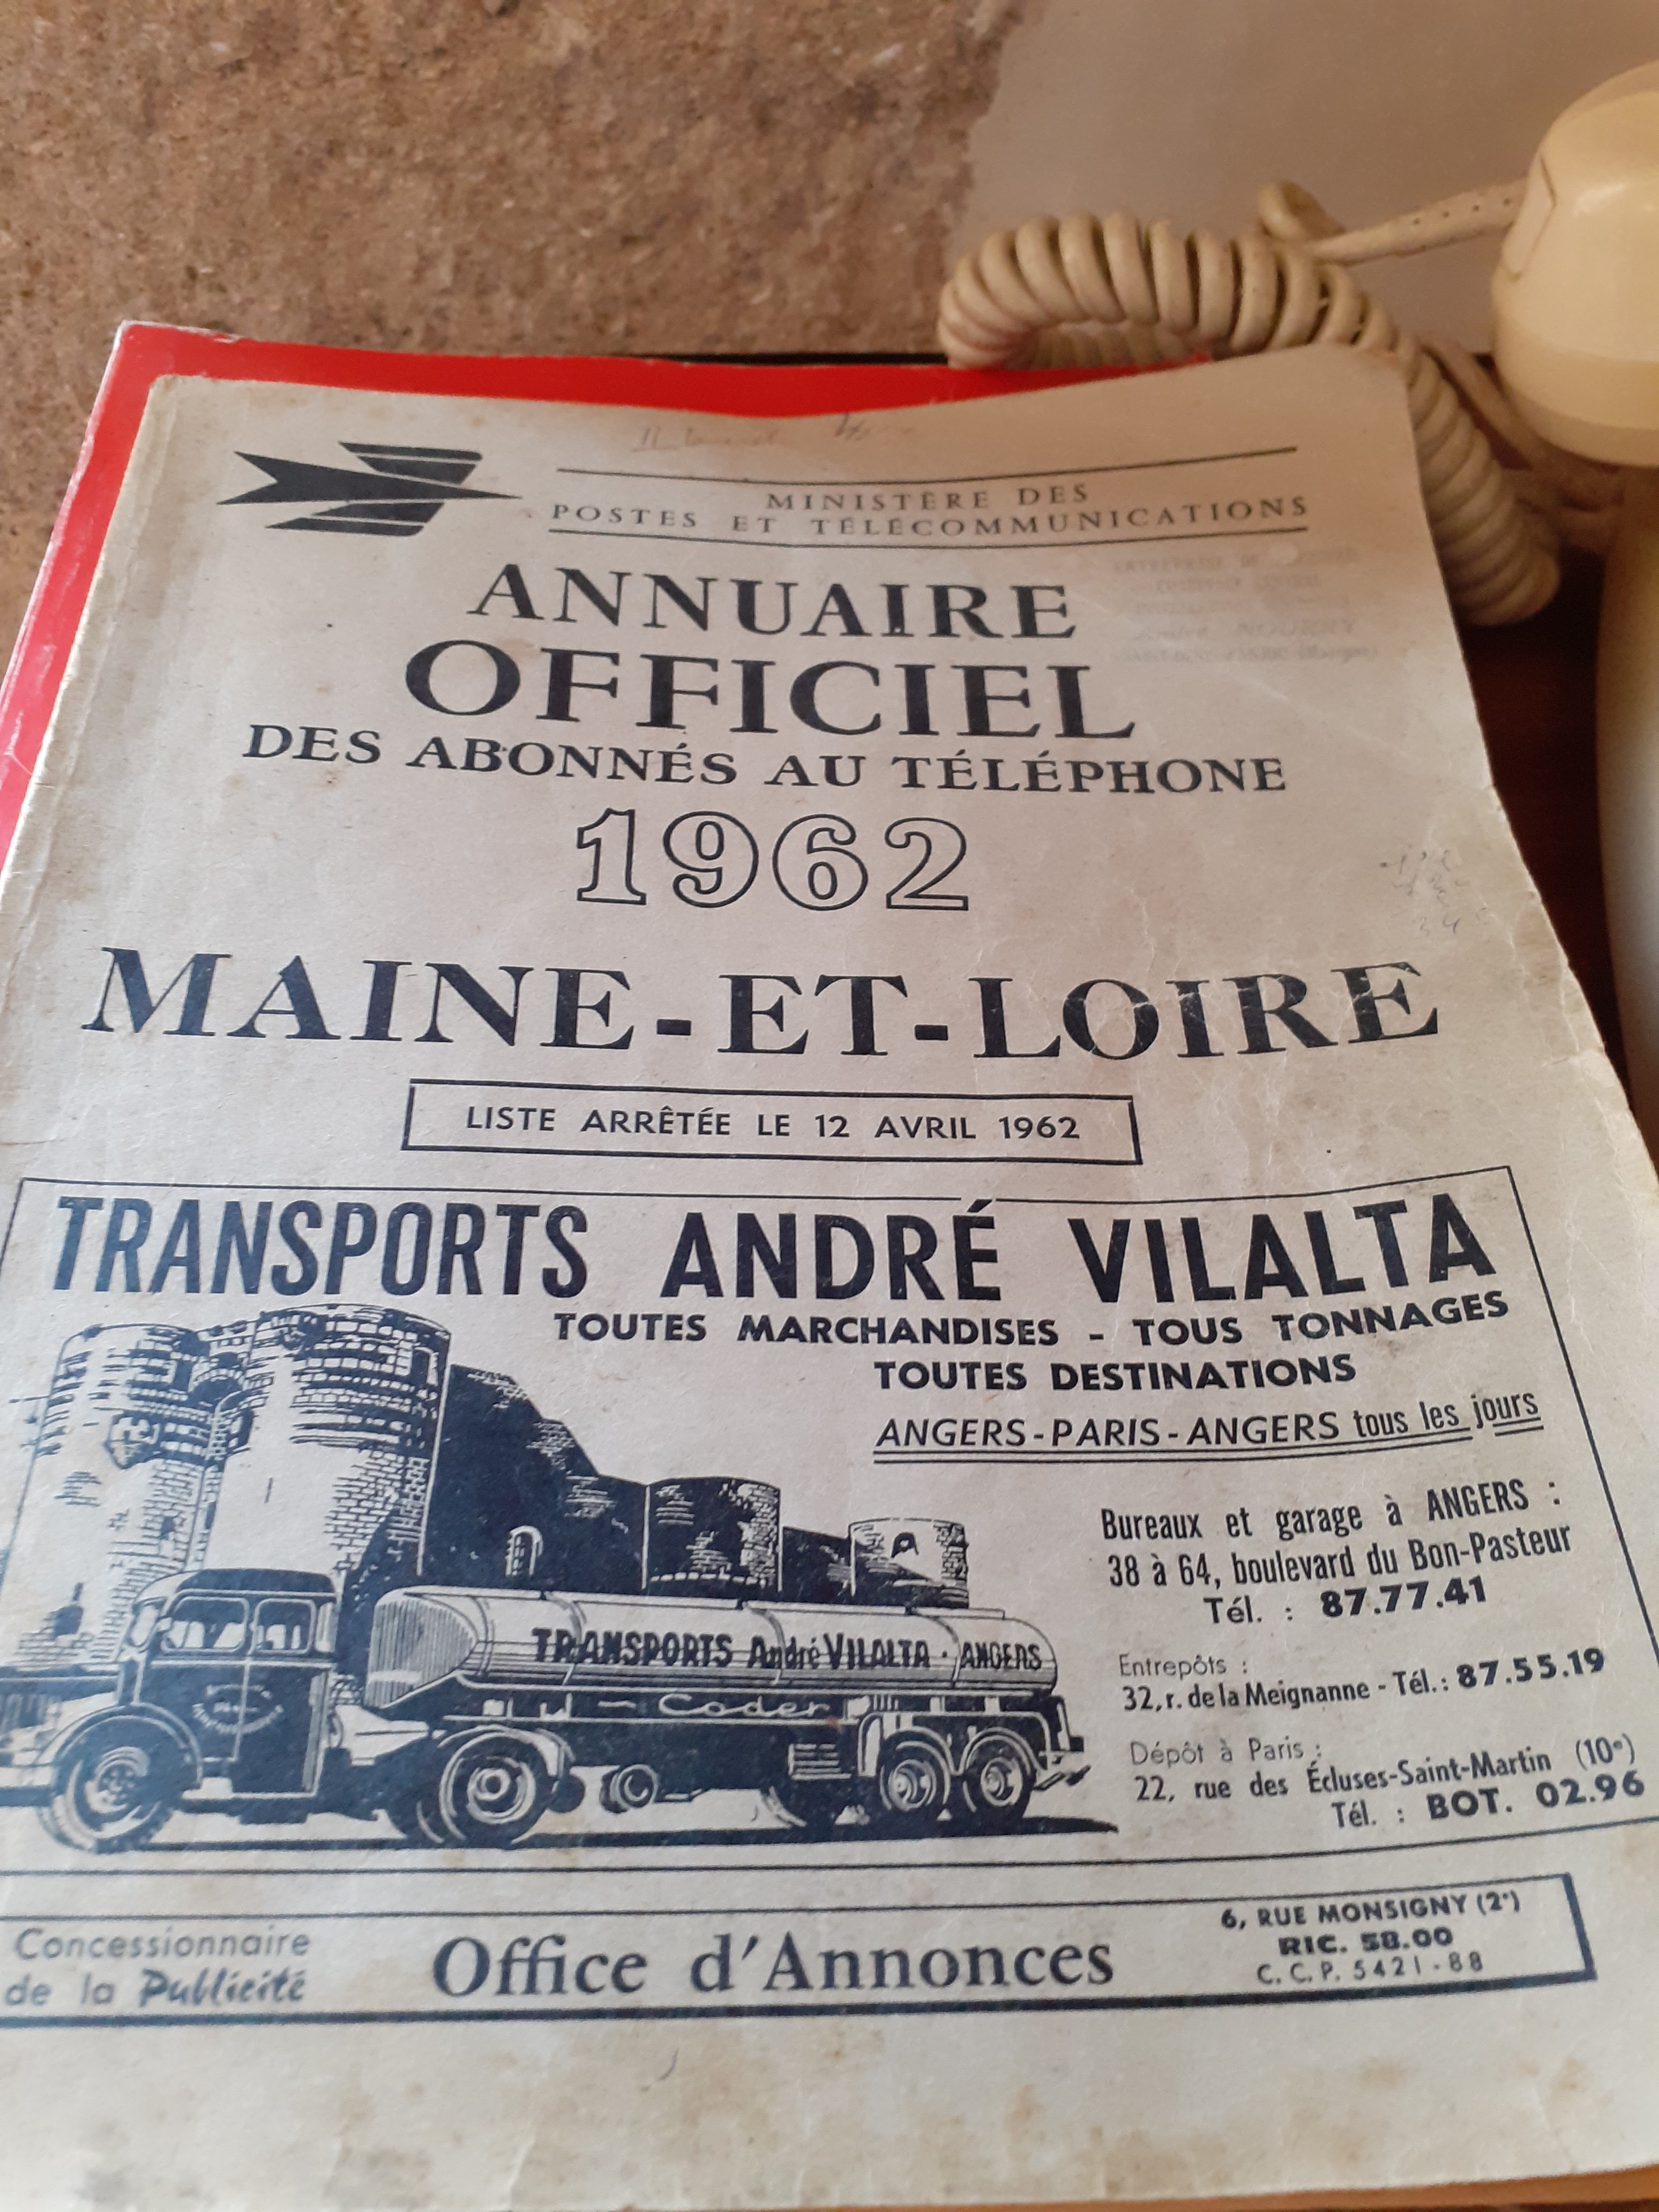 MINISTÈRE DES
POSTES ET TÉLÉCOMMUNICATIONS
ANNUAIRE
OFFICIEL
DES ABONNÉS AU TÉLÉPHONE
1962
MAINE-ET-LOIRE
LISTE ARRÊTÉE LE 12 AVRIL 1962
TRANSPORTS ANDRÉ VILALTA
TOUTES MARCHANDISES - TOUS TONNAGES
TOUTES DESTINATIONS
ANGERS-PARIS-ANGERS tous les jours
Bureaux et garage à ANGERS :
38 à 64, boulevard du Bon-Pasteur
Tél. : 87.77.41
Entrepôts :
32, r. de la Meignanne - Tél.: 87.55.19
Dépôt à Paris :
22, rue des Écluses-Saint-Martin (10e)
Tél. : BOT. 02.96
TRANSPORTS André VILALTA · ANGERS
Coder
Concessionnaire
de la Publicité
Office d'Annonces
6, RUE MONSIGNY (2e)
RIC. 58.00
C.C.P. 5421-88